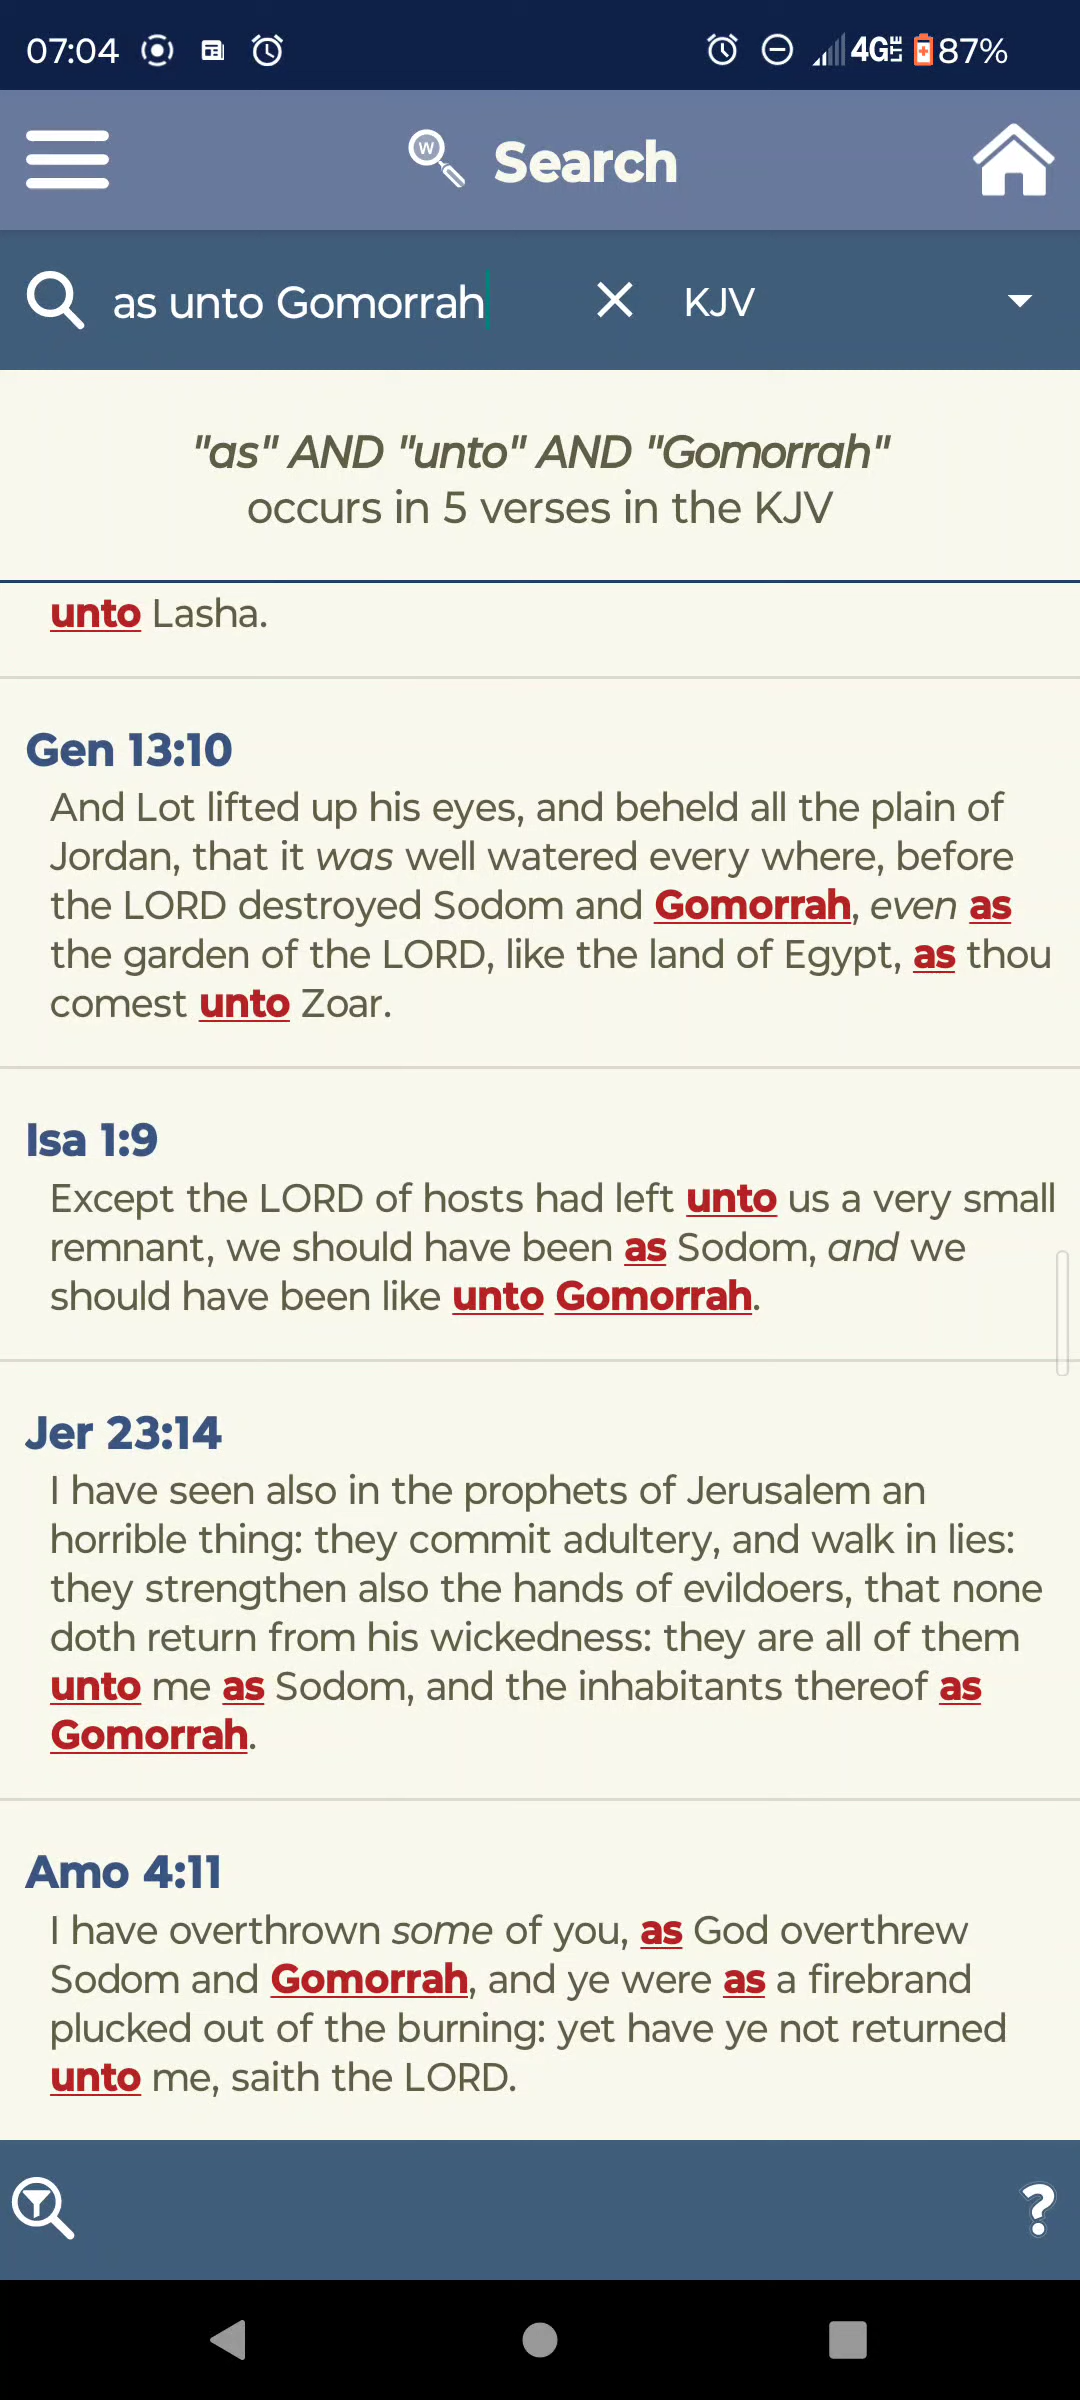 07:04
4G LTE 87%
W Search
as unto Gomorrah KJV
"as" AND "unto" AND "Gomorrah"
occurs in 5 verses in the KJV
unto Lasha.
Gen 13:10
And Lot lifted up his eyes, and beheld all the plain of
Jordan, that it was well watered every where, before
the LORD destroyed Sodom and Gomorrah, even as
the garden of the LORD, like the land of Egypt, as thou
comest unto Zoar.
Isa 1:9
Except the LORD of hosts had left unto us a very small
remnant, we should have been as Sodom, and we
should have been like unto Gomorrah.
Jer 23:14
I have seen also in the prophets of Jerusalem an
horrible thing: they commit adultery, and walk in lies:
they strengthen also the hands of evildoers, that none
doth return from his wickedness: they are all of them
unto me as Sodom, and the inhabitants thereof as
Gomorrah.
Amo 4:11
I have overthrown some of you, as God overthrew
Sodom and Gomorrah, and ye were as a firebrand
plucked out of the burning: yet have ye not returned
unto me, saith the LORD.
?